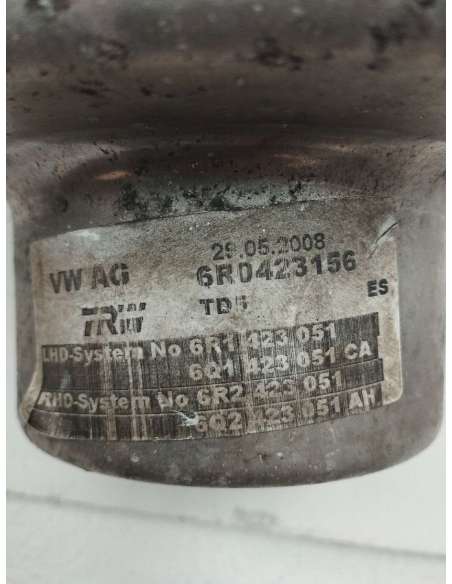 29.05.2008
VW AG 6R0423156
TRW ES
LHD-System No 6R1 423 051
6Q1 423 051 CA
RHD-System No 6R2 423 051
6Q2 423 051 AH